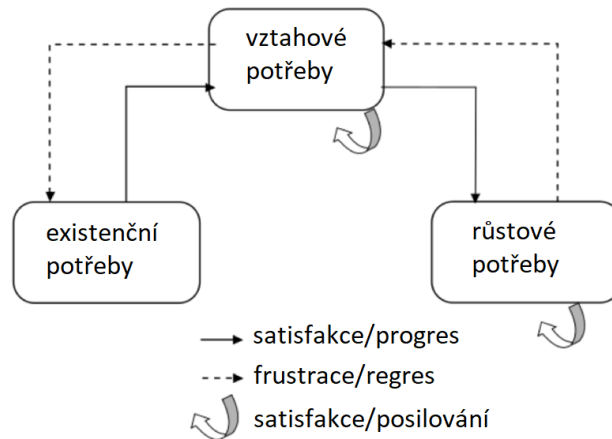 vztahové
potřeby
existenční
potřeby
růstové
potřeby
satisfakce/progres
frustrace/regres
satisfakce/posilování